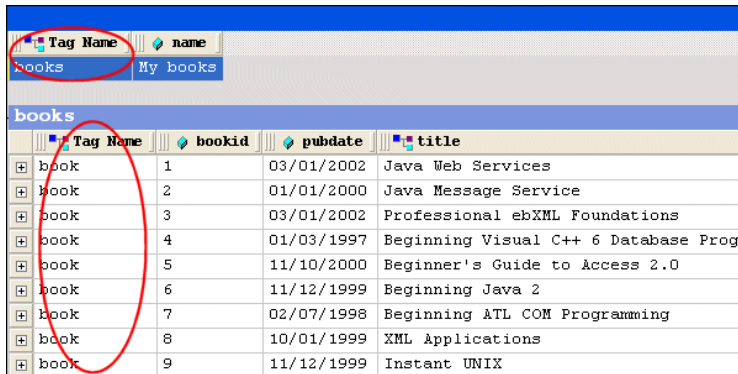 Tag Name name
books My books
books
Tag Name bookid pubdate title
book 1 03/01/2002 Java Web Services
book 2 01/01/2000 Java Message Service
book 3 03/01/2002 Professional ebXML Foundations
book 4 01/03/1997 Beginning Visual C++ 6 Database Prog
book 5 11/10/2000 Beginner's Guide to Access 2.0
book 6 11/12/1999 Beginning Java 2
book 7 02/07/1998 Beginning ATL COM Programming
book 8 10/01/1999 XML Applications
book 9 11/12/1999 Instant UNIX